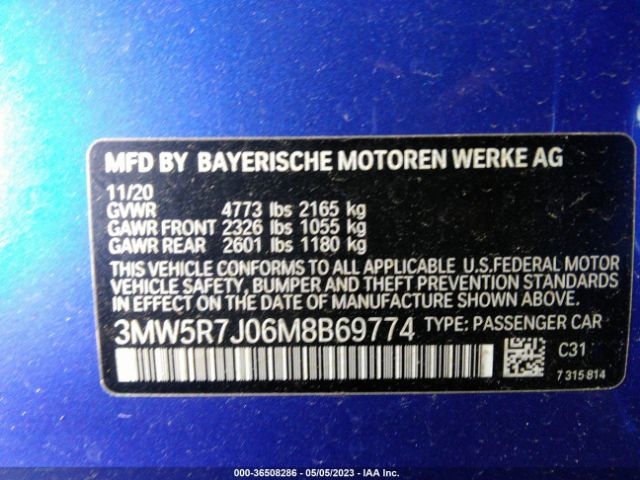 MFD BY BAYERISCHE MOTOREN WERKE AG
11/20
GVWR 4773 lbs 2165 kg
GAWR FRONT 2326 lbs 1055 kg
GAWR REAR 2601 lbs 1180 kg
THIS VEHICLE CONFORMS TO ALL APPLICABLE U.S.FEDERAL MOTOR
VEHICLE SAFETY, BUMPER AND THEFT PREVENTION STANDARDS
IN EFFECT ON THE DATE OF MANUFACTURE SHOWN ABOVE.
3MW5R7J06M8B69774 TYPE: PASSENGER CAR
C31
7 315 814
000-36508286 - 05/05/2023 - IAA Inc.